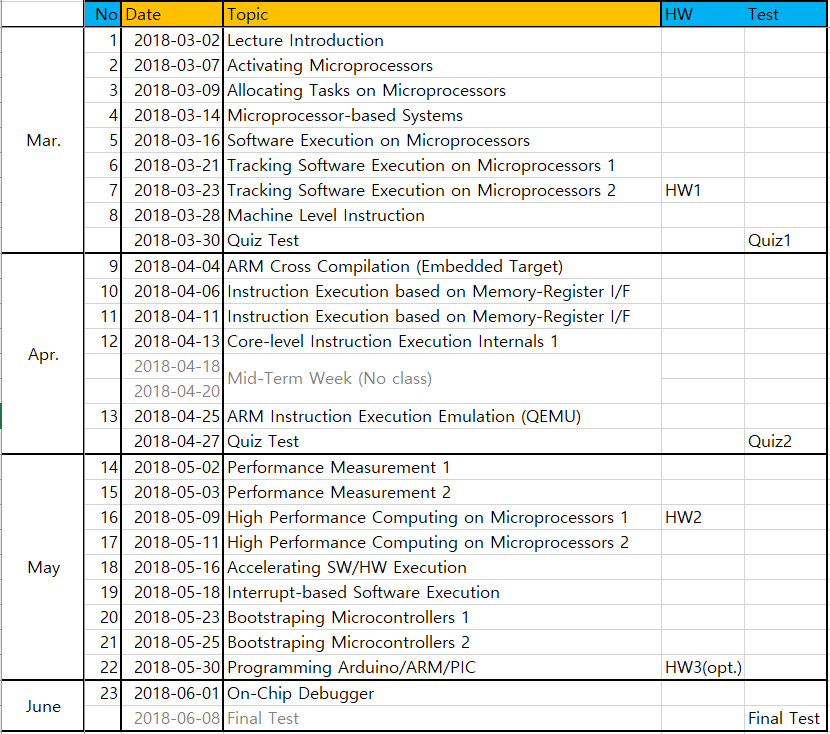 No Date Topic HW Test
Mar.
1 2018-03-02 Lecture Introduction
2 2018-03-07 Activating Microprocessors
3 2018-03-09 Allocating Tasks on Microprocessors
4 2018-03-14 Microprocessor-based Systems
5 2018-03-16 Software Execution on Microprocessors
6 2018-03-21 Tracking Software Execution on Microprocessors 1
7 2018-03-23 Tracking Software Execution on Microprocessors 2 HW1
8 2018-03-28 Machine Level Instruction
2018-03-30 Quiz Test Quiz1
Apr.
9 2018-04-04 ARM Cross Compilation (Embedded Target)
10 2018-04-06 Instruction Execution based on Memory-Register I/F
11 2018-04-11 Instruction Execution based on Memory-Register I/F
12 2018-04-13 Core-level Instruction Execution Internals 1
2018-04-18
Mid-Term Week (No class)
2018-04-20
13 2018-04-25 ARM Instruction Execution Emulation (QEMU)
2018-04-27 Quiz Test Quiz2
May
14 2018-05-02 Performance Measurement 1
15 2018-05-03 Performance Measurement 2
16 2018-05-09 High Performance Computing on Microprocessors 1 HW2
17 2018-05-11 High Performance Computing on Microprocessors 2
18 2018-05-16 Accelerating SW/HW Execution
19 2018-05-18 Interrupt-based Software Execution
20 2018-05-23 Bootstraping Microcontrollers 1
21 2018-05-25 Bootstraping Microcontrollers 2
22 2018-05-30 Programming Arduino/ARM/PIC HW3(opt.)
June
23 2018-06-01 On-Chip Debugger
2018-06-08 Final Test Final Test